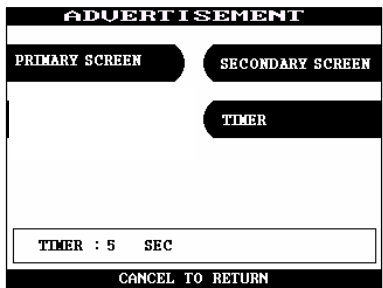 ADVERTISEMENT
PRIMARY SCREEN
SECONDARY SCREEN
TIMER
TIMER : 5 SEC
CANCEL TO RETURN